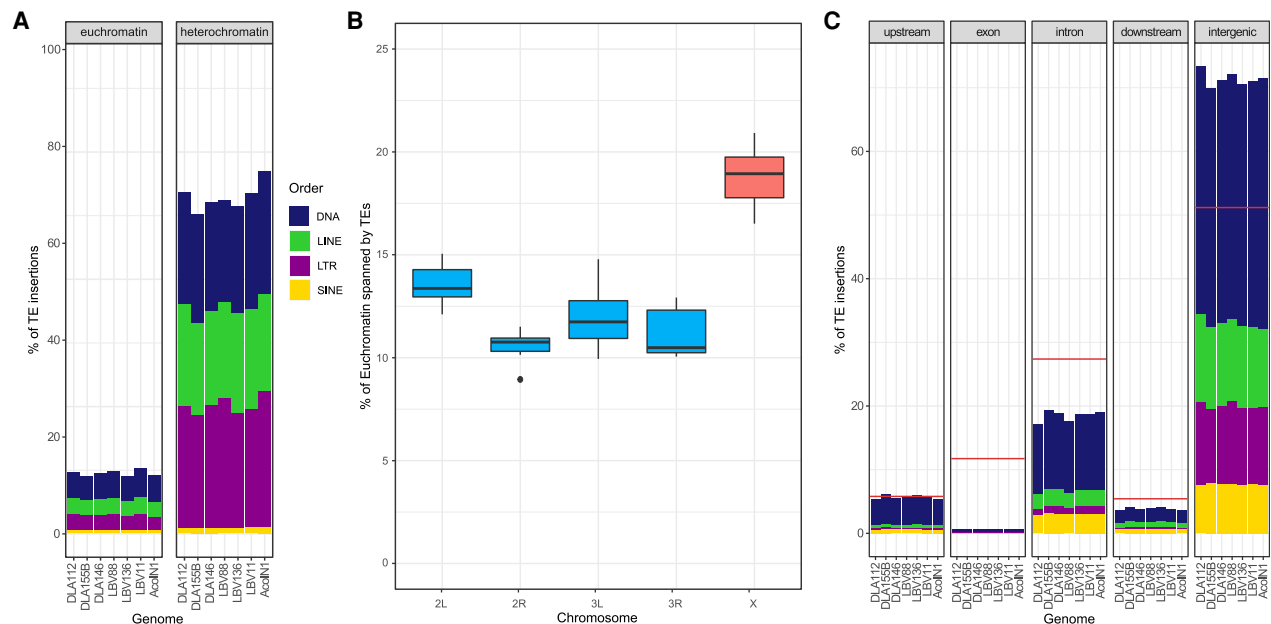 A
euchromatin
heterochromatin
% of TE insertions
100
80
60
40
20
0
DLA112
DLA155B
DLA146
LBV88
LBV136
LBV11
AcolN1
DLA112
DLA155B
DLA146
LBV88
LBV136
LBV11
AcolN1
Genome
Order
DNA
LINE
LTR
SINE
B
% of Euchromatin spanned by TEs
25
20
15
10
5
0
2L
2R
3L
3R
X
Chromosome
C
upstream
exon
intron
downstream
intergenic
% of TE insertions
60
40
20
0
DLA112
DLA155B
DLA146
LBV88
LBV136
LBV11
AcolN1
DLA112
DLA155B
DLA146
LBV88
LBV136
LBV11
AcolN1
DLA112
DLA155B
DLA146
LBV88
LBV136
LBV11
AcolN1
DLA112
DLA155B
DLA146
LBV88
LBV136
LBV11
AcolN1
DLA112
DLA155B
DLA146
LBV88
LBV136
LBV11
AcolN1
Genome